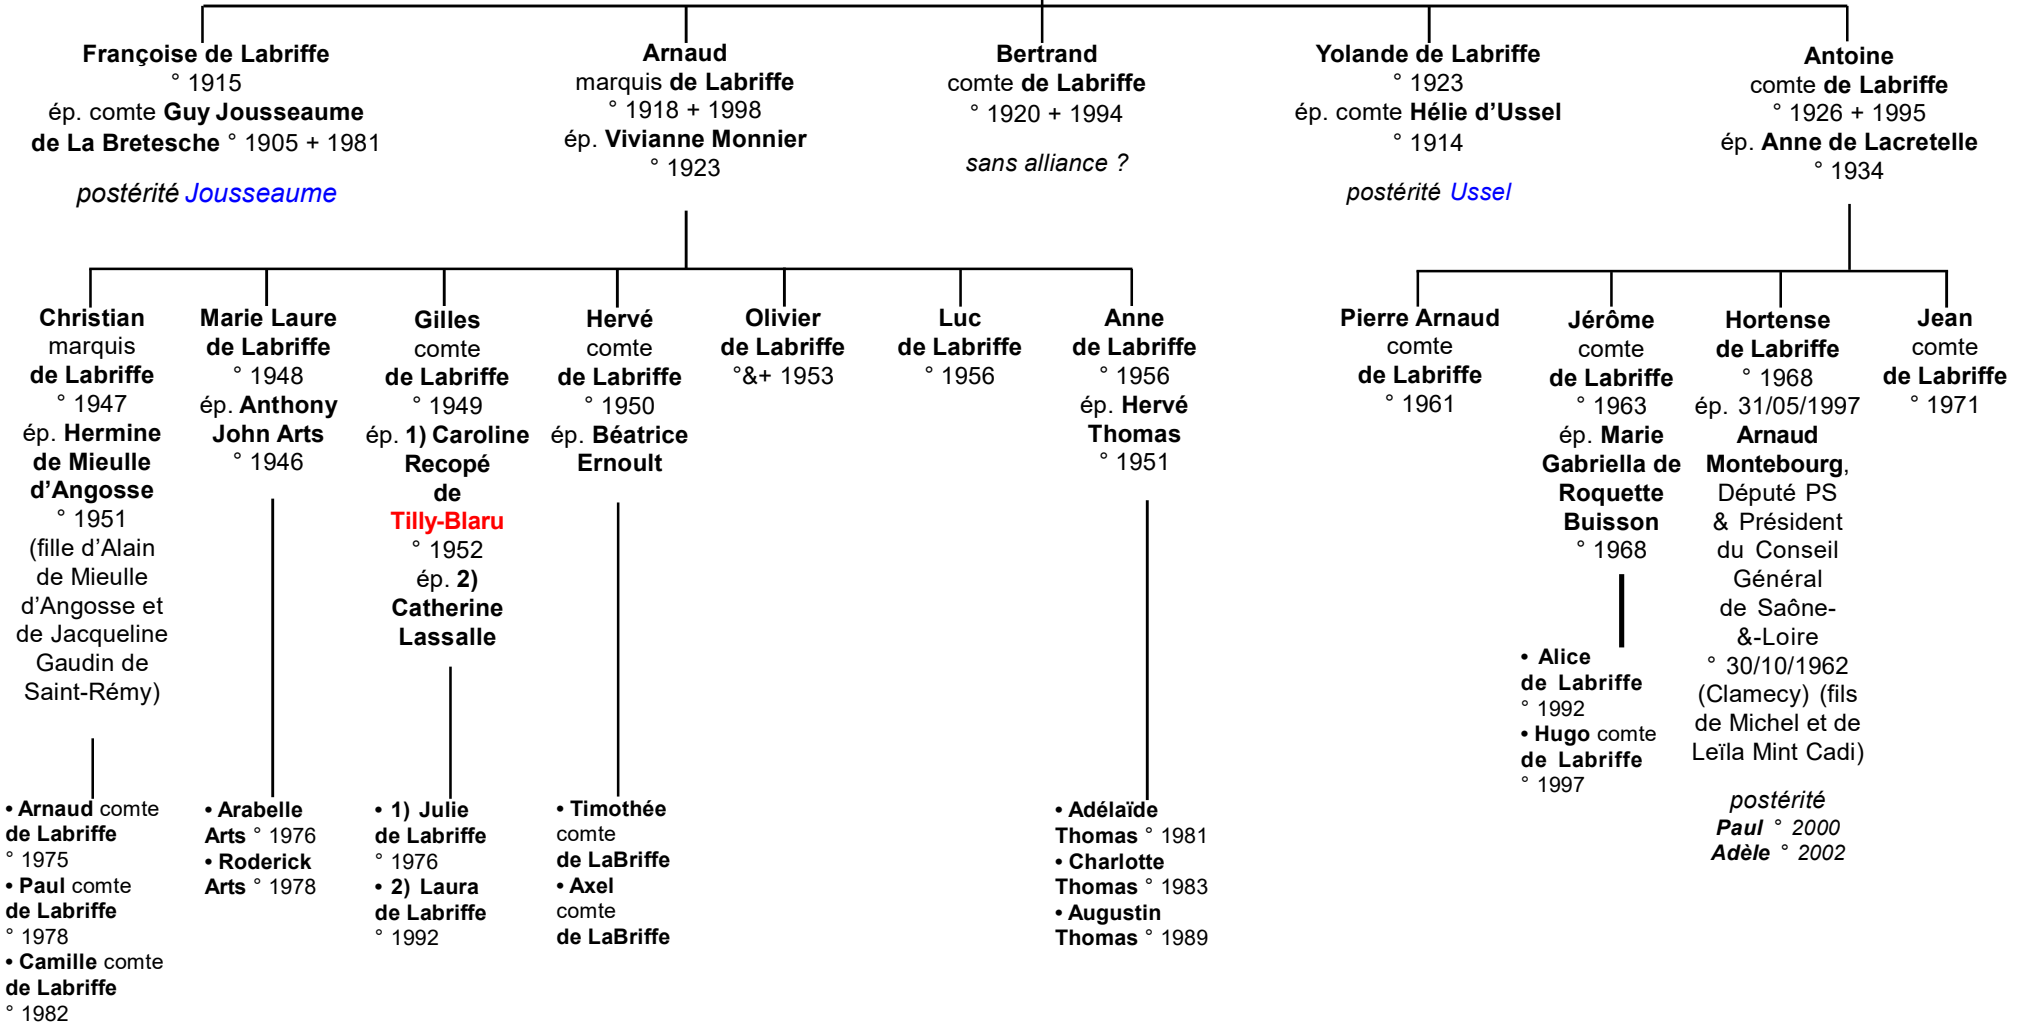 Françoise de Labriffe
° 1915
ép. comte Guy Jousseaume
de La Bretesche ° 1905 + 1981
postérité Jousseaume
Arnaud
marquis de Labriffe
° 1918 + 1998
ép. Vivianne Monnier
° 1923
Bertrand
comte de Labriffe
° 1920 + 1994
sans alliance ?
Yolande de Labriffe
° 1923
ép. comte Hélie d’Ussel
° 1914
postérité Ussel
Antoine
comte de Labriffe
° 1926 + 1995
ép. Anne de Lacretelle
° 1934
Christian
marquis
de Labriffe
° 1947
ép. Hermine
de Mieulle
d’Angosse
° 1951
(fille d’Alain
de Mieulle
d’Angosse et
de Jacqueline
Gaudin de
Saint-Rémy)
Marie Laure
de Labriffe
° 1948
ép. Anthony
John Arts
° 1946
Gilles
comte
de Labriffe
° 1949
ép. 1) Caroline
Recopé
de
Tilly-Blaru
° 1952
ép. 2)
Catherine
Lassalle
Hervé
comte
de Labriffe
° 1950
ép. Béatrice
Ernoult
Olivier
de Labriffe
°&+ 1953
Luc
de Labriffe
° 1956
Anne
de Labriffe
° 1956
ép. Hervé
Thomas
° 1951
Pierre Arnaud
comte
de Labriffe
° 1961
Jérôme
comte
de Labriffe
° 1963
ép. Marie
Gabriella de
Roquette
Buisson
° 1968
Hortense
de Labriffe
° 1968
ép. 31/05/1997
Arnaud
Montebourg,
Député PS
& Président
du Conseil
Général
de Saône-
&-Loire
° 30/10/1962
(Clamecy) (fils
de Michel et de
Leïla Mint Cadi)
postérité
Paul ° 2000
Adèle ° 2002
Jean
comte
de Labriffe
° 1971
• Arnaud comte
de Labriffe
° 1975
• Paul comte
de Labriffe
° 1978
• Camille comte
de Labriffe
° 1982
• Arabelle
Arts ° 1976
• Roderick
Arts ° 1978
• 1) Julie
de Labriffe
° 1976
• 2) Laura
de Labriffe
° 1992
• Timothée
comte
de LaBriffe
• Axel
comte
de LaBriffe
• Adélaïde
Thomas ° 1981
• Charlotte
Thomas ° 1983
• Augustin
Thomas ° 1989
• Alice
de Labriffe
° 1992
• Hugo comte
de Labriffe
° 1997